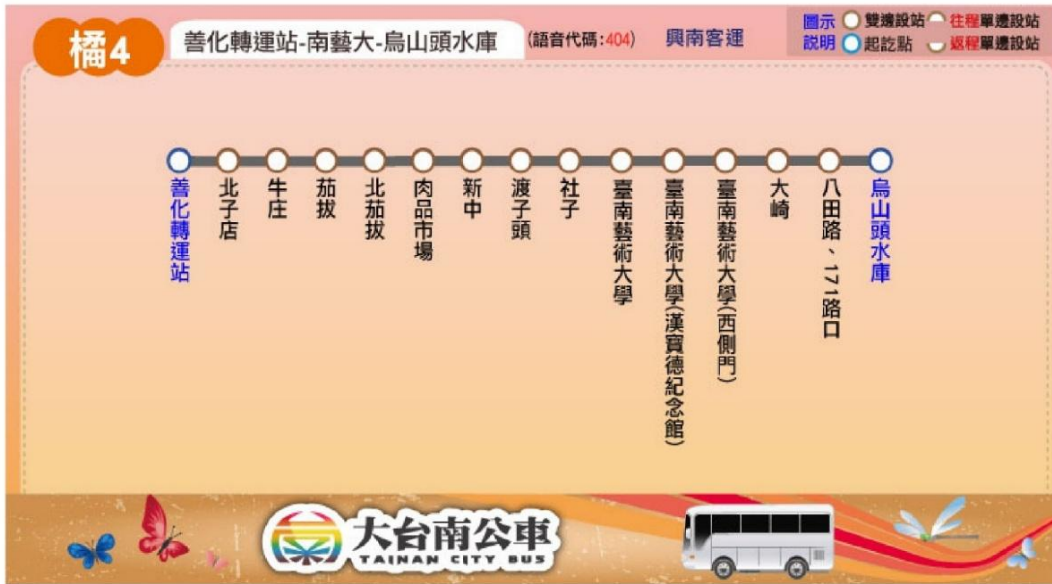 橘4
善化轉運站-南藝大-烏山頭水庫
(語音代碼:404)
興南客運
圖示 雙邊設站 往程單邊設站
說明 起訖點 返程單邊設站
善化轉運站
北子店
牛庄
茄拔
北茄拔
肉品市場
新中
渡子頭
社子
臺南藝術大學
臺南藝術大學(漢寶德紀念館)
臺南藝術大學(西側門)
大崎
八田路、171路口
烏山頭水庫
大台南公車
TAINAN CITY BUS